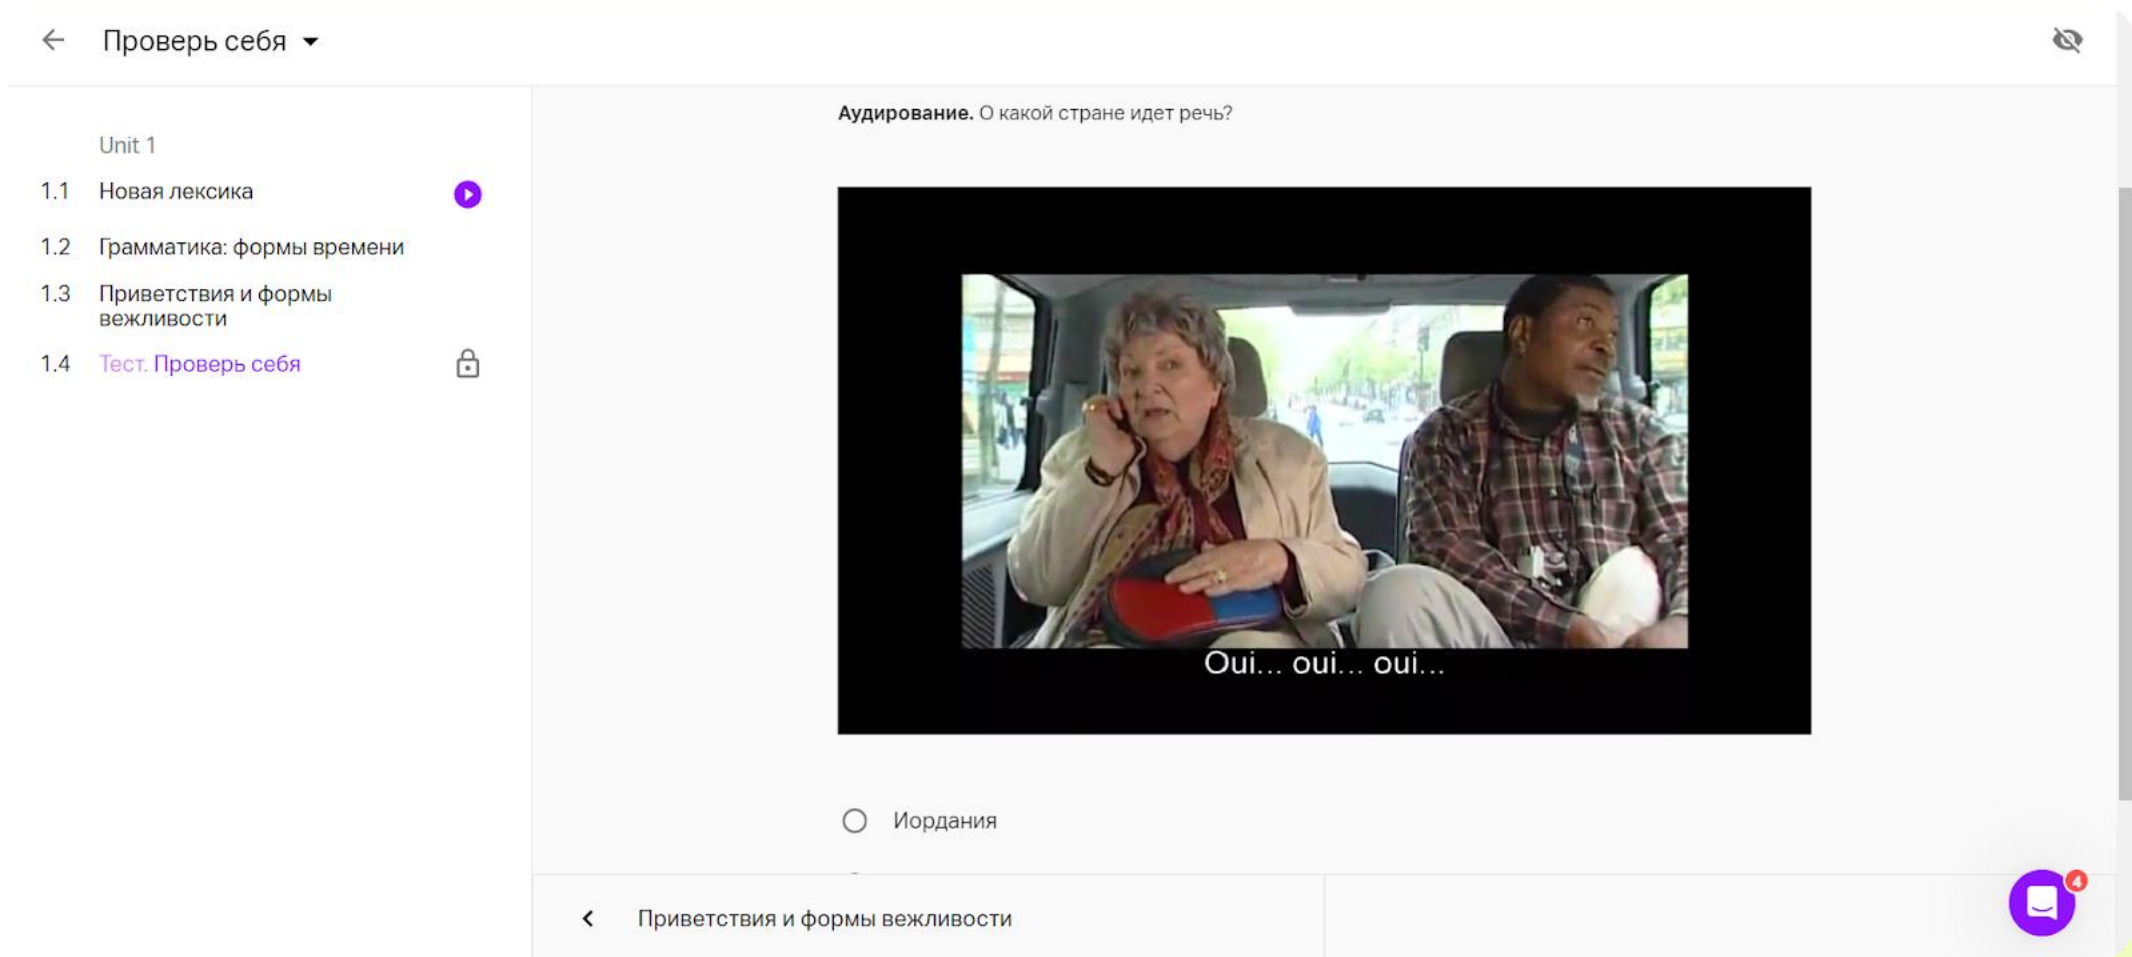 Проверь себя
Unit 1
1.1 Новая лексика
1.2 Грамматика: формы времени
1.3 Приветствия и формы
вежливости
1.4 Тест. Проверь себя
Аудирование. О какой стране идет речь?
Oui... oui... oui...
Иордания
Приветствия и формы вежливости
4